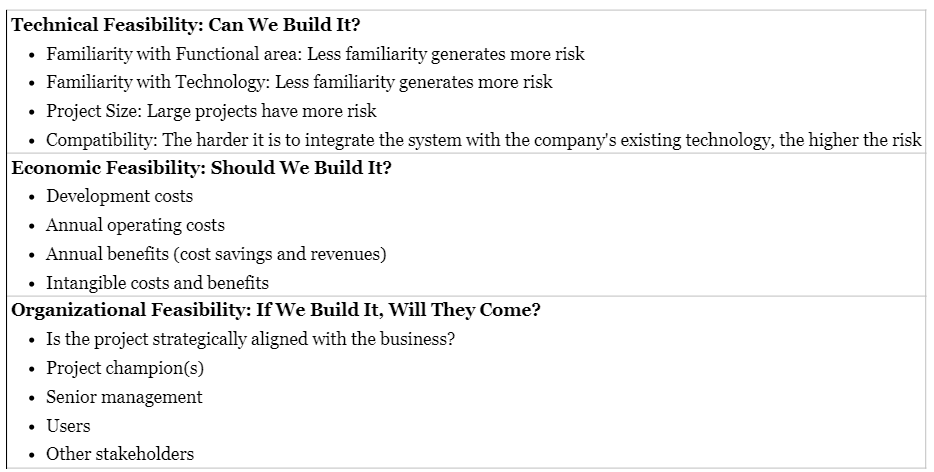 Technical Feasibility: Can We Build It?
• Familiarity with Functional area: Less familiarity generates more risk
• Familiarity with Technology: Less familiarity generates more risk
• Project Size: Large projects have more risk
• Compatibility: The harder it is to integrate the system with the company's existing technology, the higher the risk
Economic Feasibility: Should We Build It?
• Development costs
• Annual operating costs
• Annual benefits (cost savings and revenues)
• Intangible costs and benefits
Organizational Feasibility: If We Build It, Will They Come?
• Is the project strategically aligned with the business?
• Project champion(s)
• Senior management
• Users
• Other stakeholders